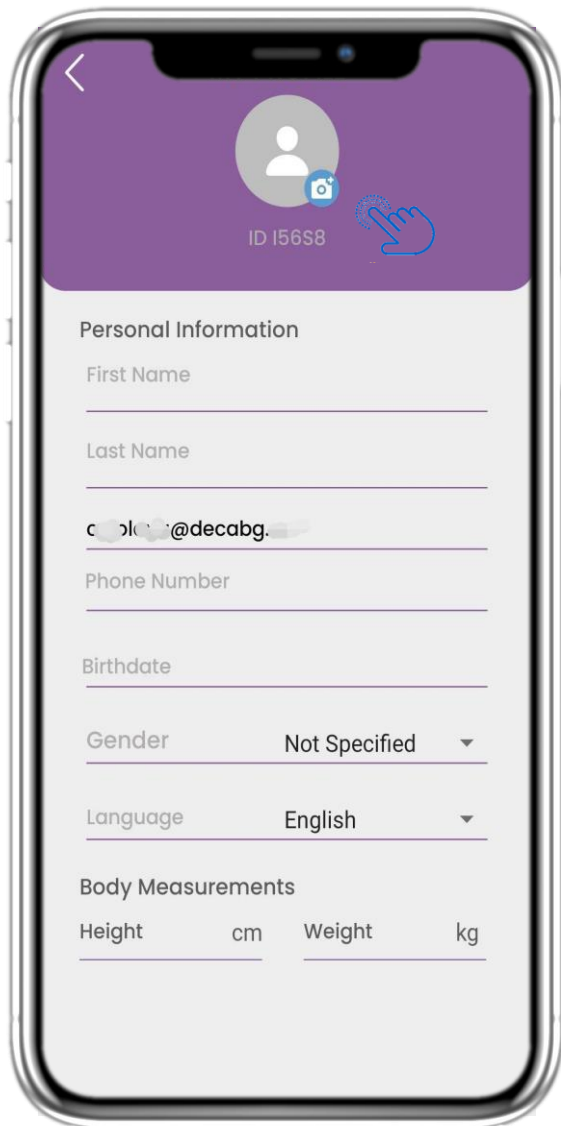 ID I56S8
Personal Information
First Name
Last Name
@decabg.
Phone Number
Birthdate
Gender Not Specified
Language English
Body Measurements
Height cm Weight kg